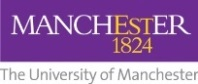 MANCHESTER
1824
The University of Manchester